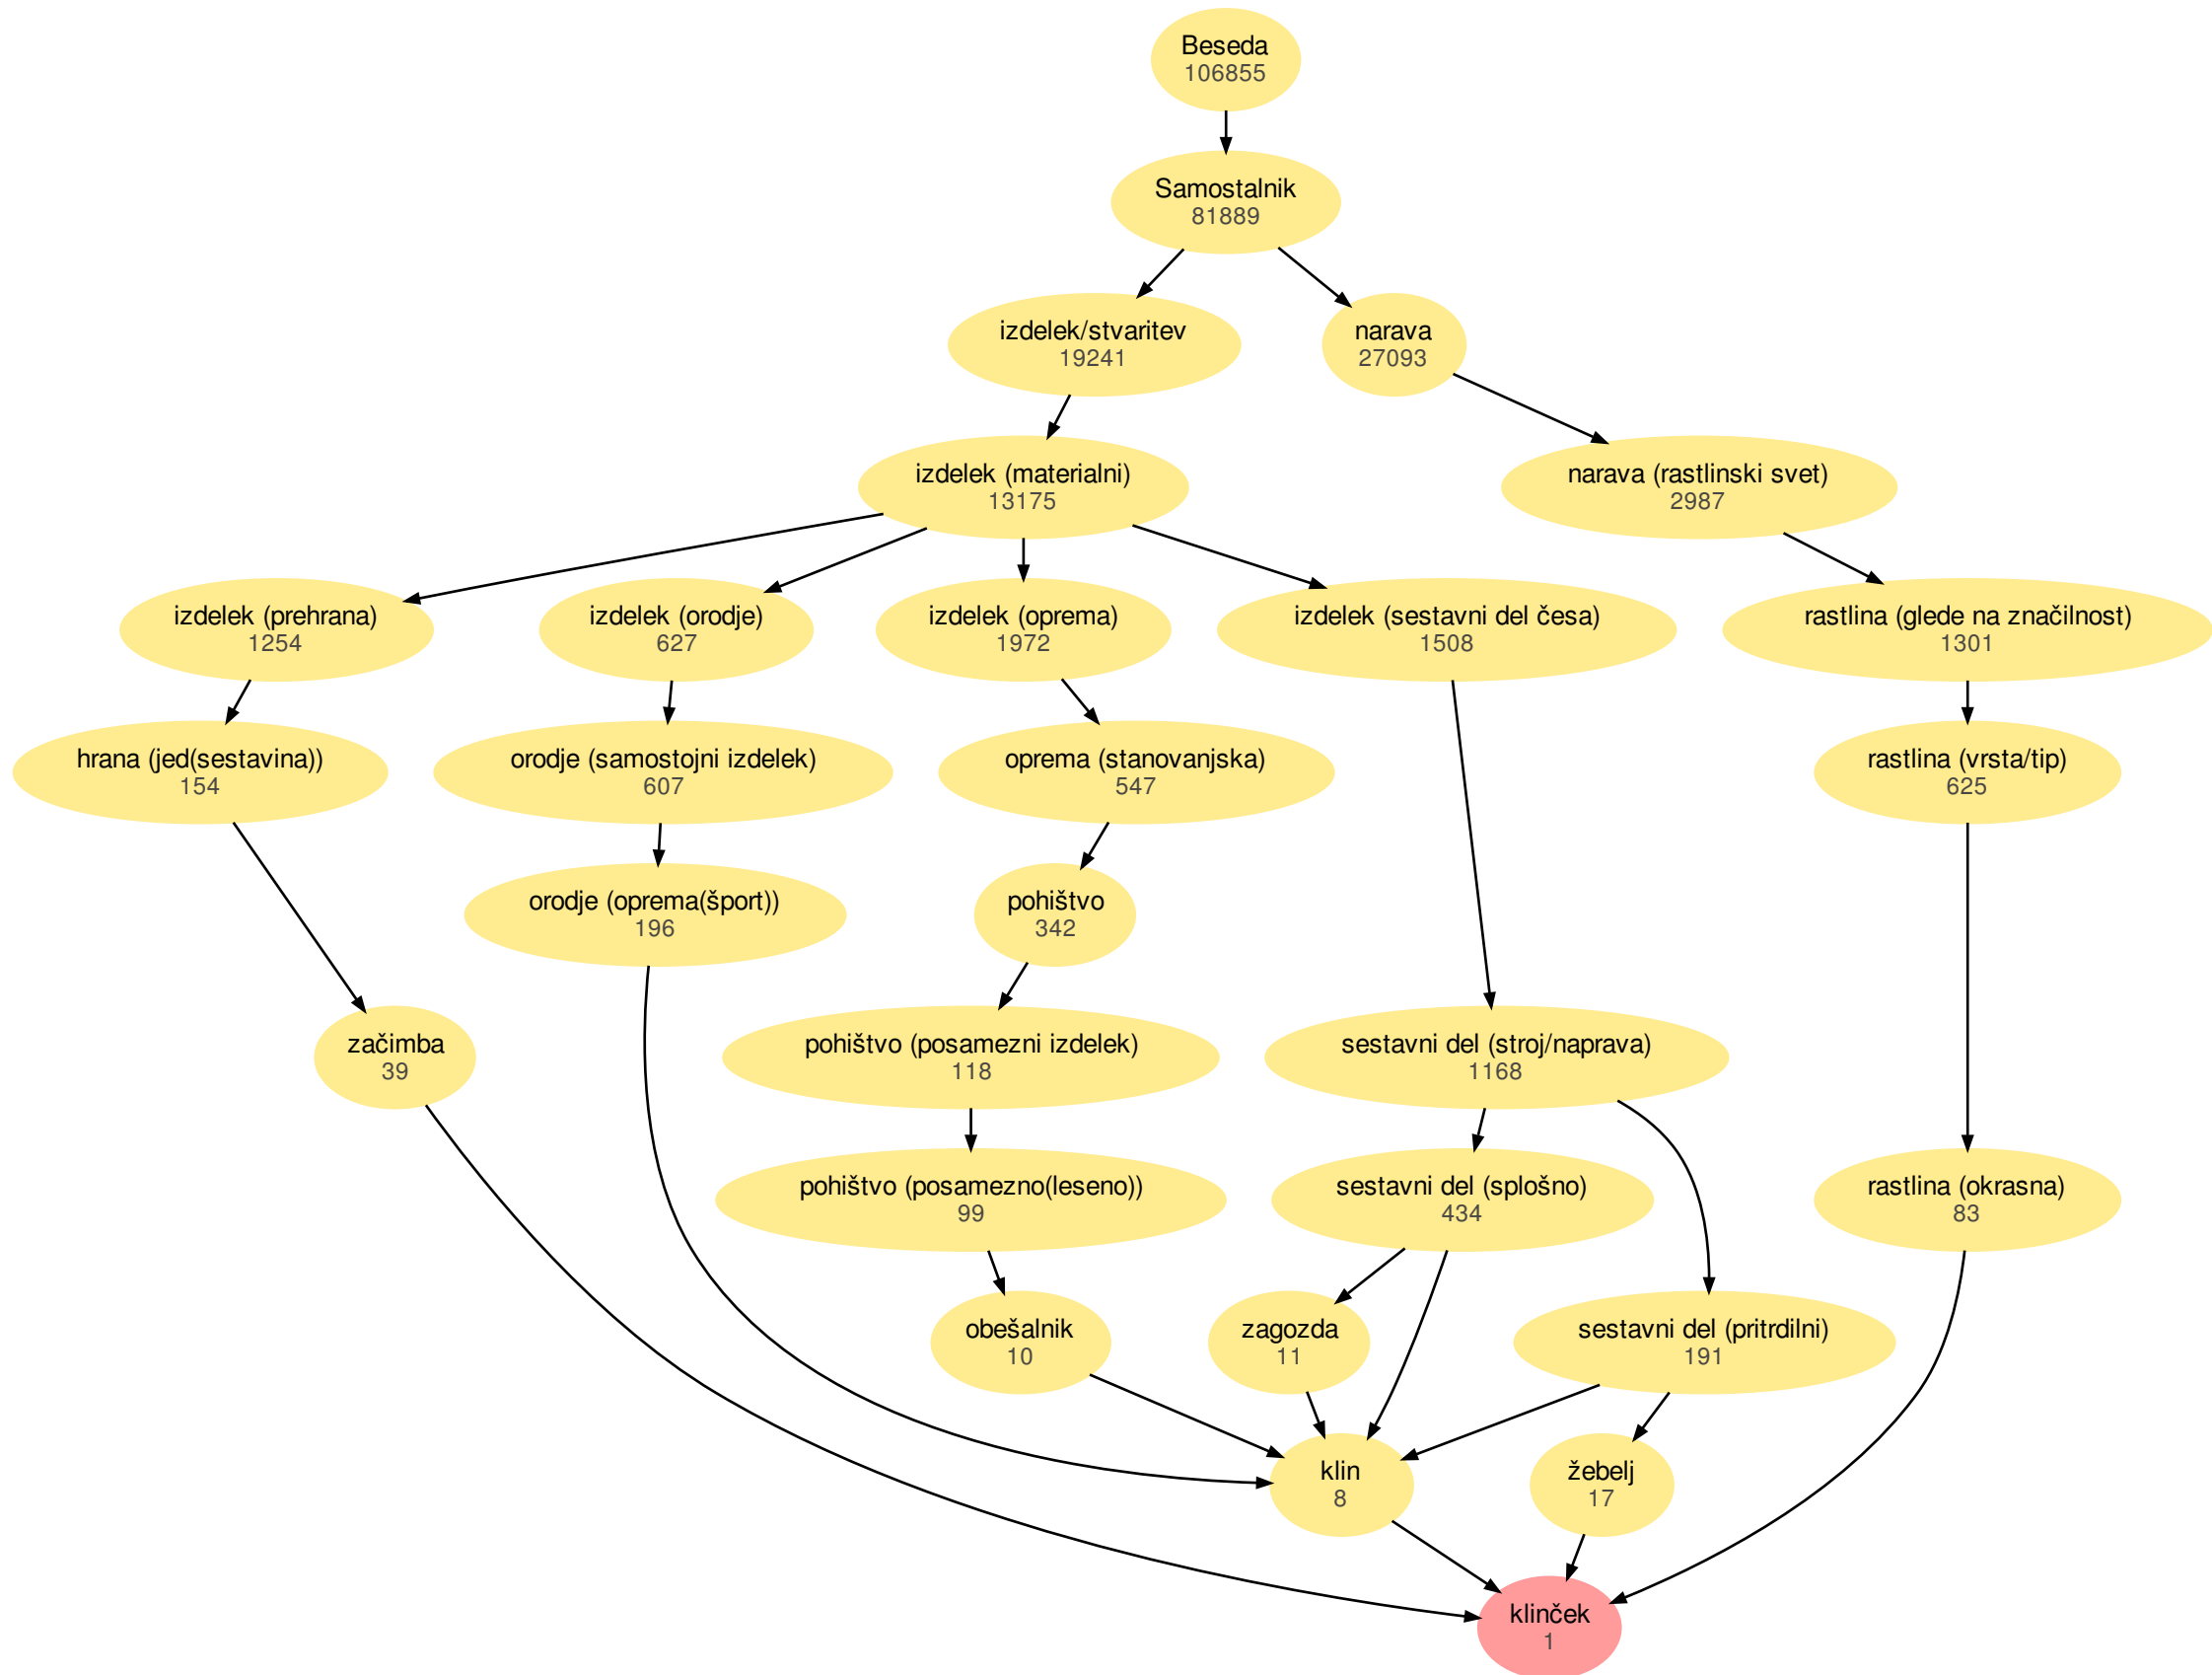 Beseda
106855
Samostalnik
81889
izdelek/stvaritev
19241
narava
27093
izdelek (materialni)
13175
narava (rastlinski svet)
2987
izdelek (prehrana)
1254
izdelek (orodje)
627
izdelek (oprema)
1972
izdelek (sestavni del česa)
1508
rastlina (glede na značilnost)
1301
hrana (jed(sestavina))
154
orodje (samostojni izdelek)
607
oprema (stanovanjska)
547
rastlina (vrsta/tip)
625
orodje (oprema(šport))
196
pohištvo
342
začimba
39
pohištvo (posamezni izdelek)
118
sestavni del (stroj/naprava)
1168
pohištvo (posamezno(leseno))
99
sestavni del (splošno)
434
rastlina (okrasna)
83
obešalnik
10
zagozda
11
sestavni del (pritrdilni)
191
klin
8
žebelj
17
klinček
1